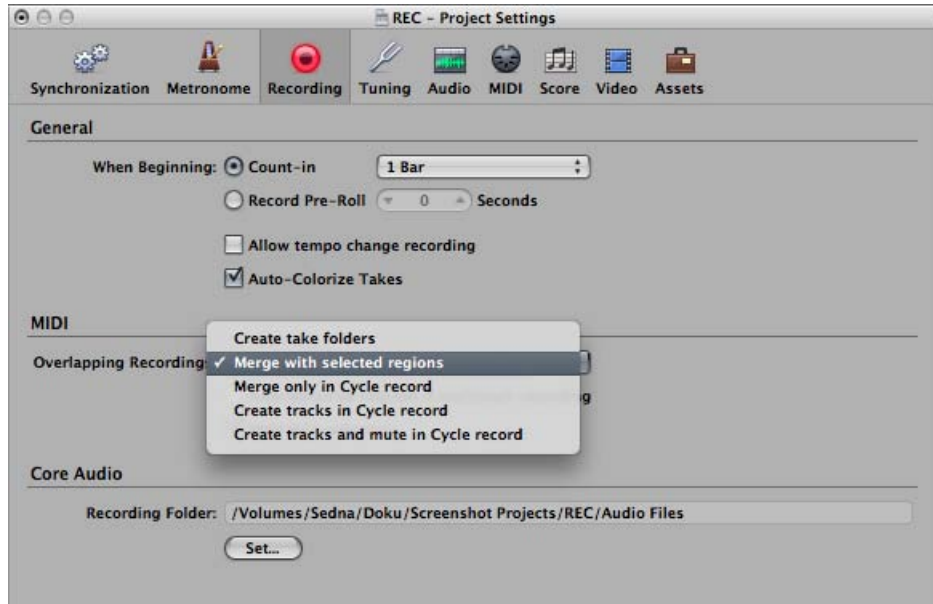 REC – Project Settings
Synchronization Metronome Recording Tuning Audio MIDI Score Video Assets
General
When Beginning: Count-in 1 Bar
Record Pre-Roll 0 Seconds
Allow tempo change recording
Auto-Colorize Takes
MIDI
Create take folders
Overlapping Recording ✓ Merge with selected regions
Merge only in Cycle record
Create tracks in Cycle record
Create tracks and mute in Cycle record
Core Audio
Recording Folder: /Volumes/Sedna/Doku/Screenshot Projects/REC/Audio Files
Set...